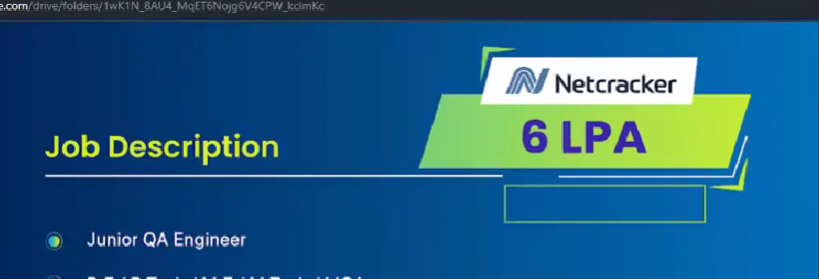 e.com/drive/folders/1wK1N_8AU4_MqET6Nojg6V4CPW_kclmKc
Netcracker
6 LPA
Job Description
Junior QA Engineer